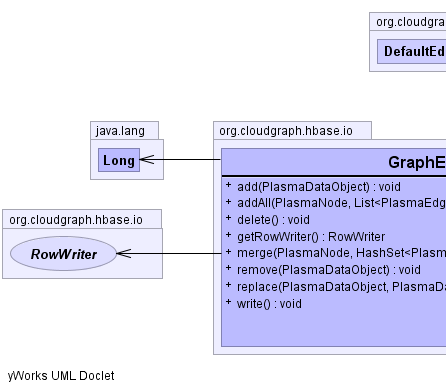 org.cloudgra
DefaultEd
java.lang
Long
org.cloudgraph.hbase.io
GraphE
+ add(PlasmaDataObject) : void
+ addAll(PlasmaNode, List<PlasmaEdg
+ delete() : void
+ getRowWriter() : RowWriter
+ merge(PlasmaNode, HashSet<Plasm
+ remove(PlasmaDataObject) : void
+ replace(PlasmaDataObject, PlasmaDa
+ write() : void
org.cloudgraph.hbase.io
RowWriter
yWorks UML Doclet